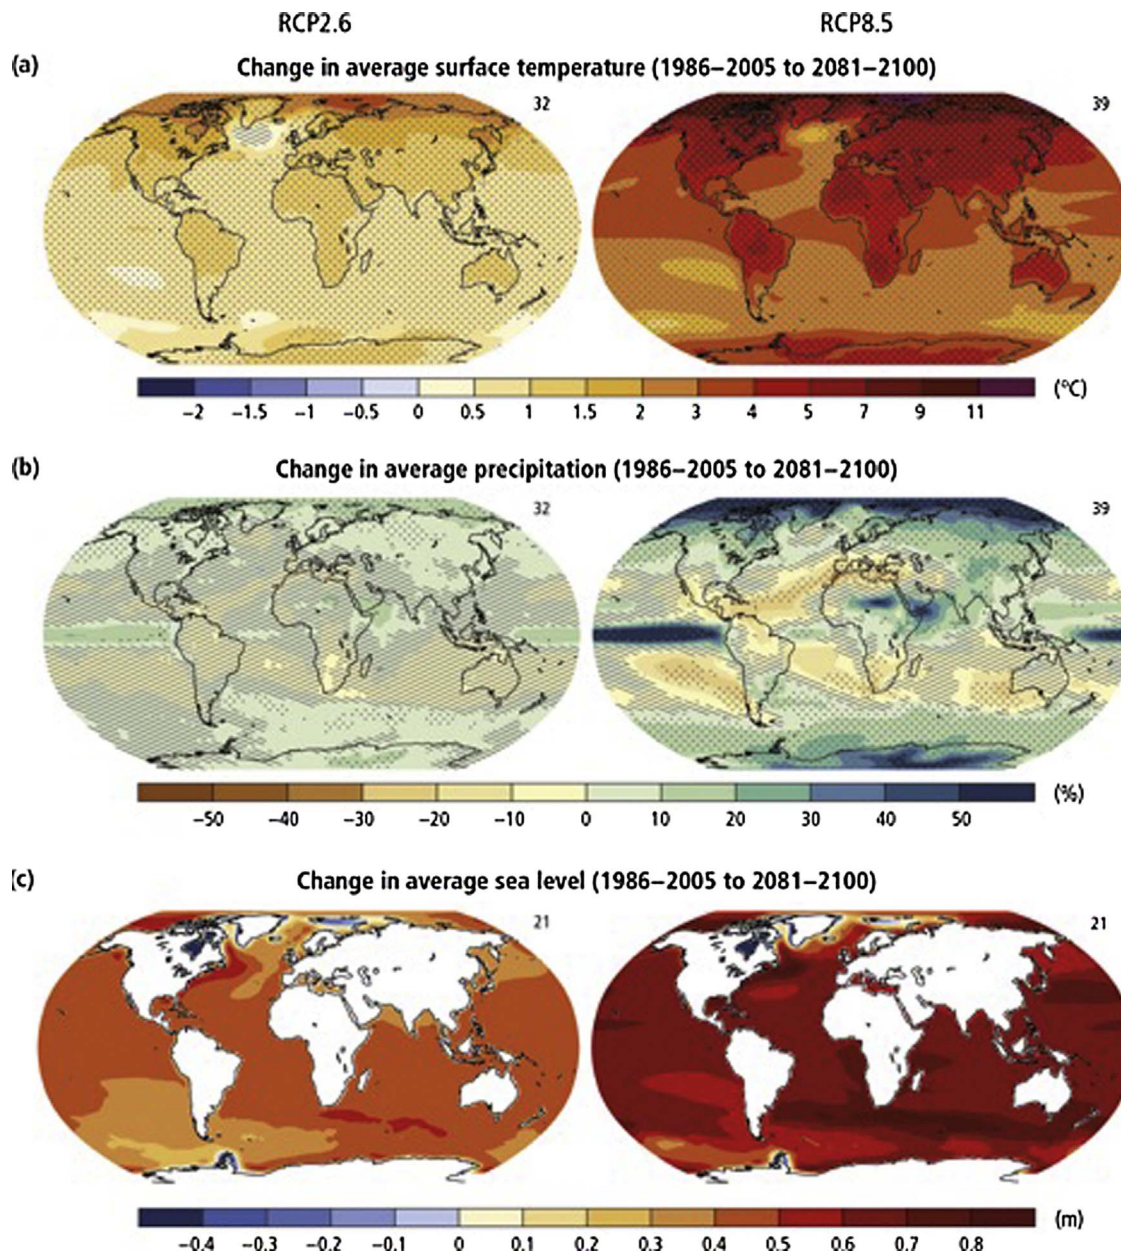 RCP2.6 RCP8.5
(a) Change in average surface temperature (1986–2005 to 2081–2100)
32 39
−2 −1.5 −1 −0.5 0 0.5 1 1.5 2 3 4 5 7 9 11 (°C)
(b) Change in average precipitation (1986–2005 to 2081–2100)
32 39
−50 −40 −30 −20 −10 0 10 20 30 40 50 (%)
(c) Change in average sea level (1986–2005 to 2081–2100)
21 21
−0.4 −0.3 −0.2 −0.1 0 0.1 0.2 0.3 0.4 0.5 0.6 0.7 0.8 (m)